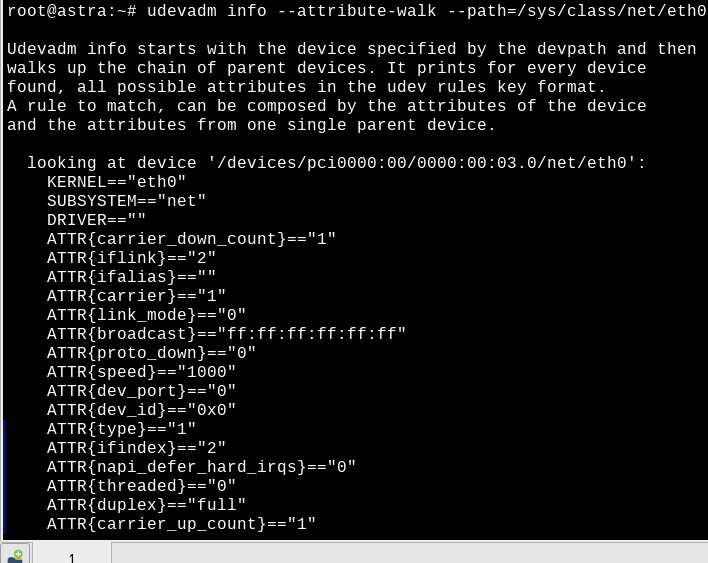 root@astra:~# udevadm info --attribute-walk --path=/sys/class/net/eth0
Udevadm info starts with the device specified by the devpath and then
walks up the chain of parent devices. It prints for every device
found, all possible attributes in the udev rules key format.
A rule to match, can be composed by the attributes of the device
and the attributes from one single parent device.
looking at device '/devices/pci0000:00/0000:00:03.0/net/eth0':
KERNEL=="eth0"
SUBSYSTEM=="net"
DRIVER==""
ATTR{carrier_down_count}=="1"
ATTR{iflink}=="2"
ATTR{ifalias}==""
ATTR{carrier}=="1"
ATTR{link_mode}=="0"
ATTR{broadcast}=="ff:ff:ff:ff:ff:ff"
ATTR{proto_down}=="0"
ATTR{speed}=="1000"
ATTR{dev_port}=="0"
ATTR{dev_id}=="0x0"
ATTR{type}=="1"
ATTR{ifindex}=="2"
ATTR{napi_defer_hard_irqs}=="0"
ATTR{threaded}=="0"
ATTR{duplex}=="full"
ATTR{carrier_up_count}=="1"
1